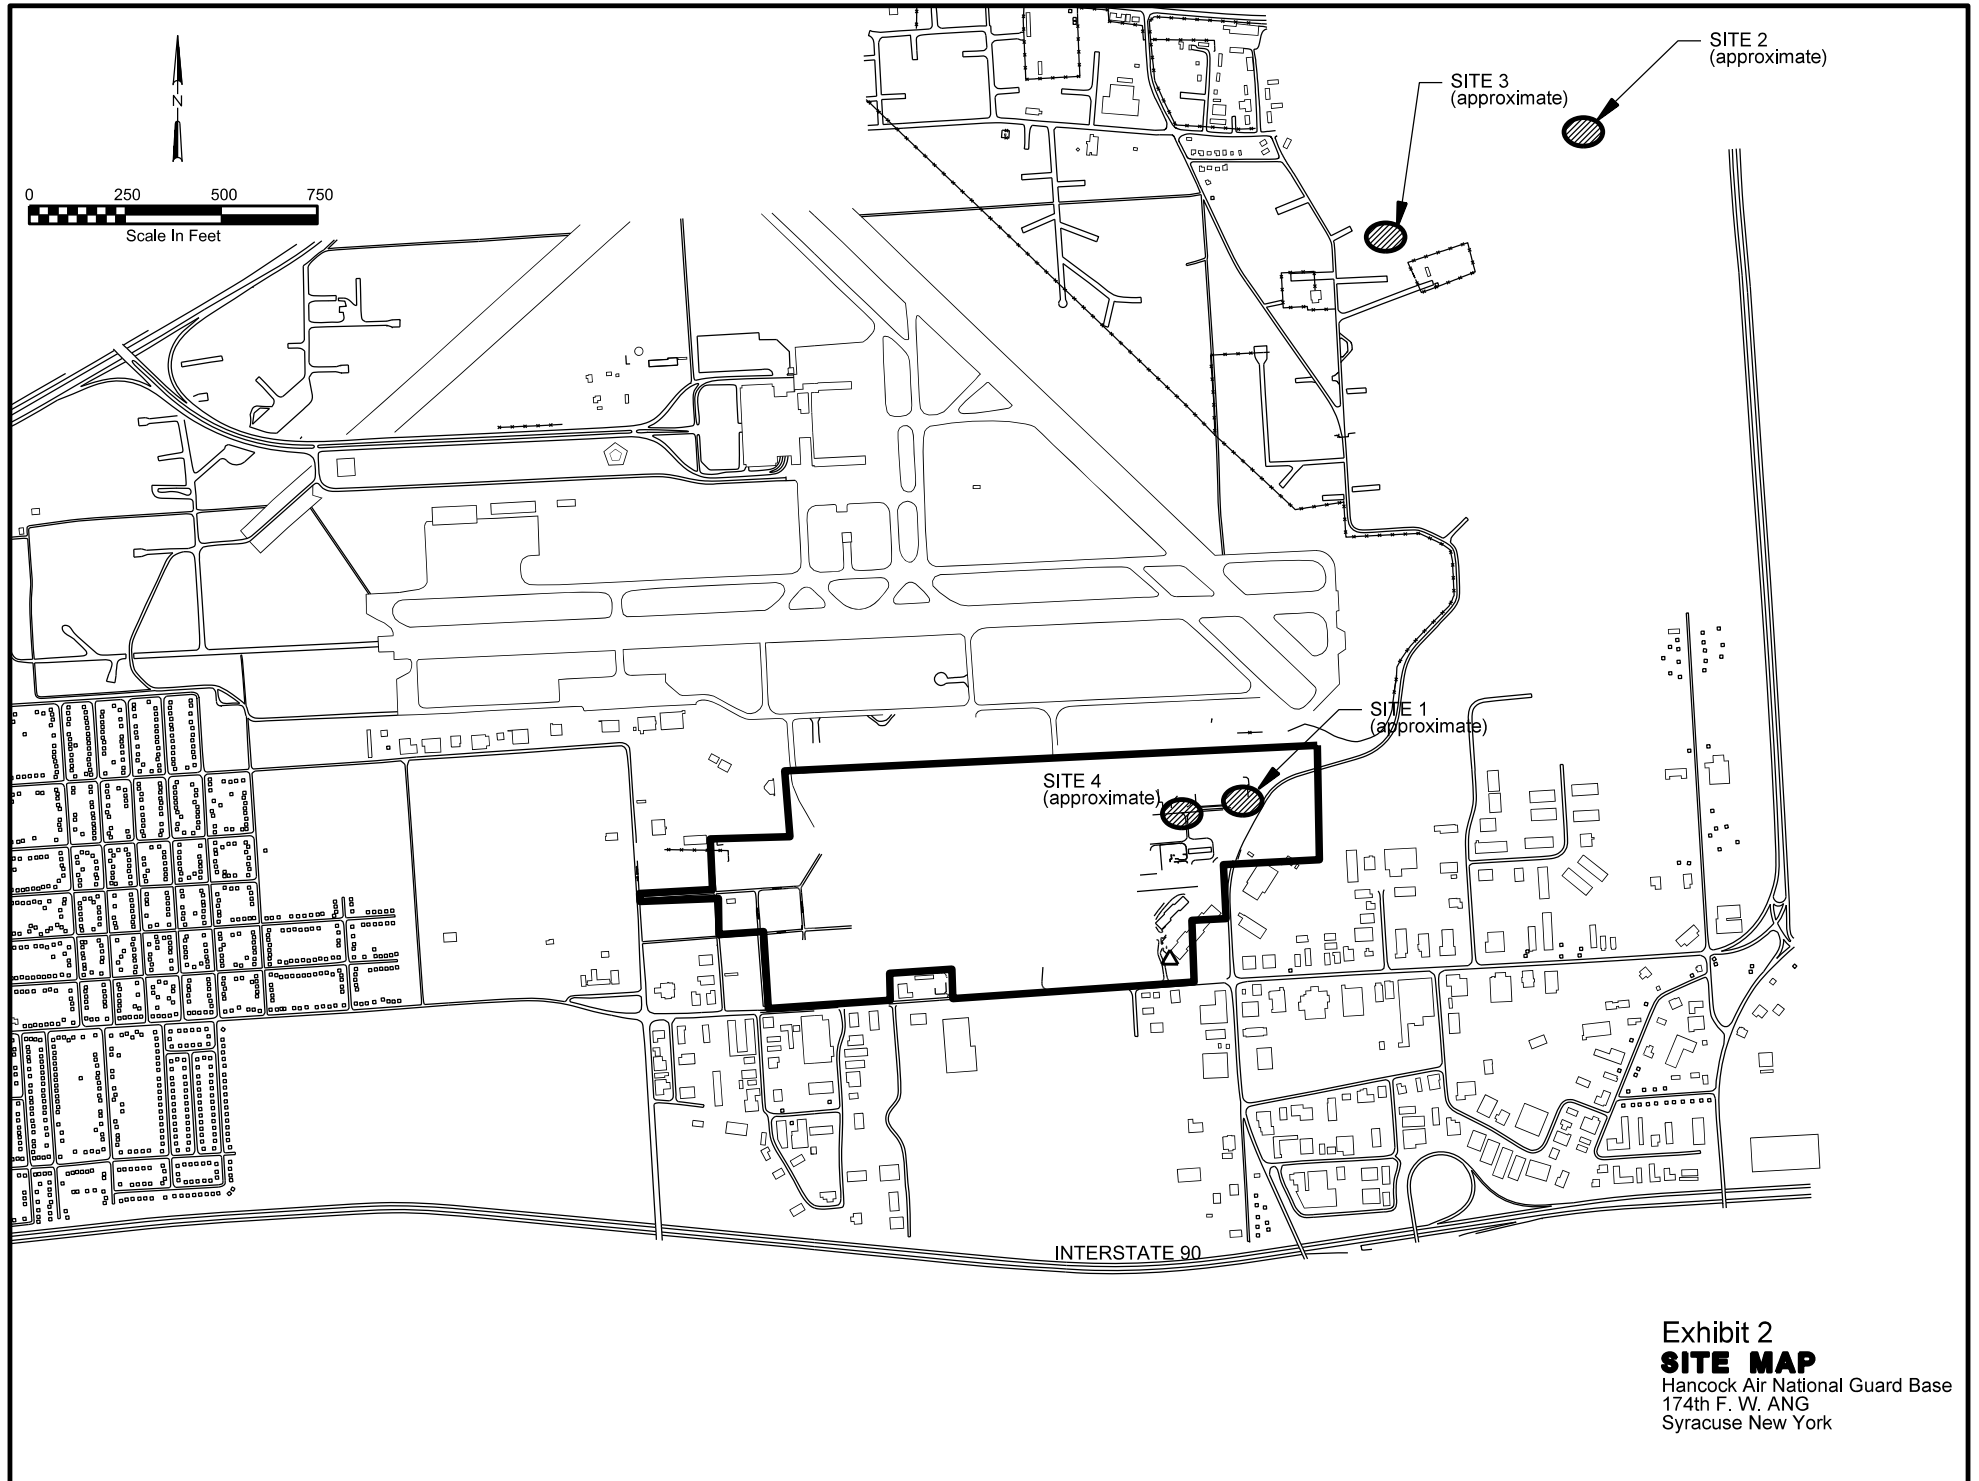 SITE 2
(approximate)
SITE 3
(approximate)
N
0 250 500 750
Scale In Feet
SITE 1
(approximate)
SITE 4
(approximate)
INTERSTATE 90
Exhibit 2
SITE MAP
Hancock Air National Guard Base
174th F. W. ANG
Syracuse New York